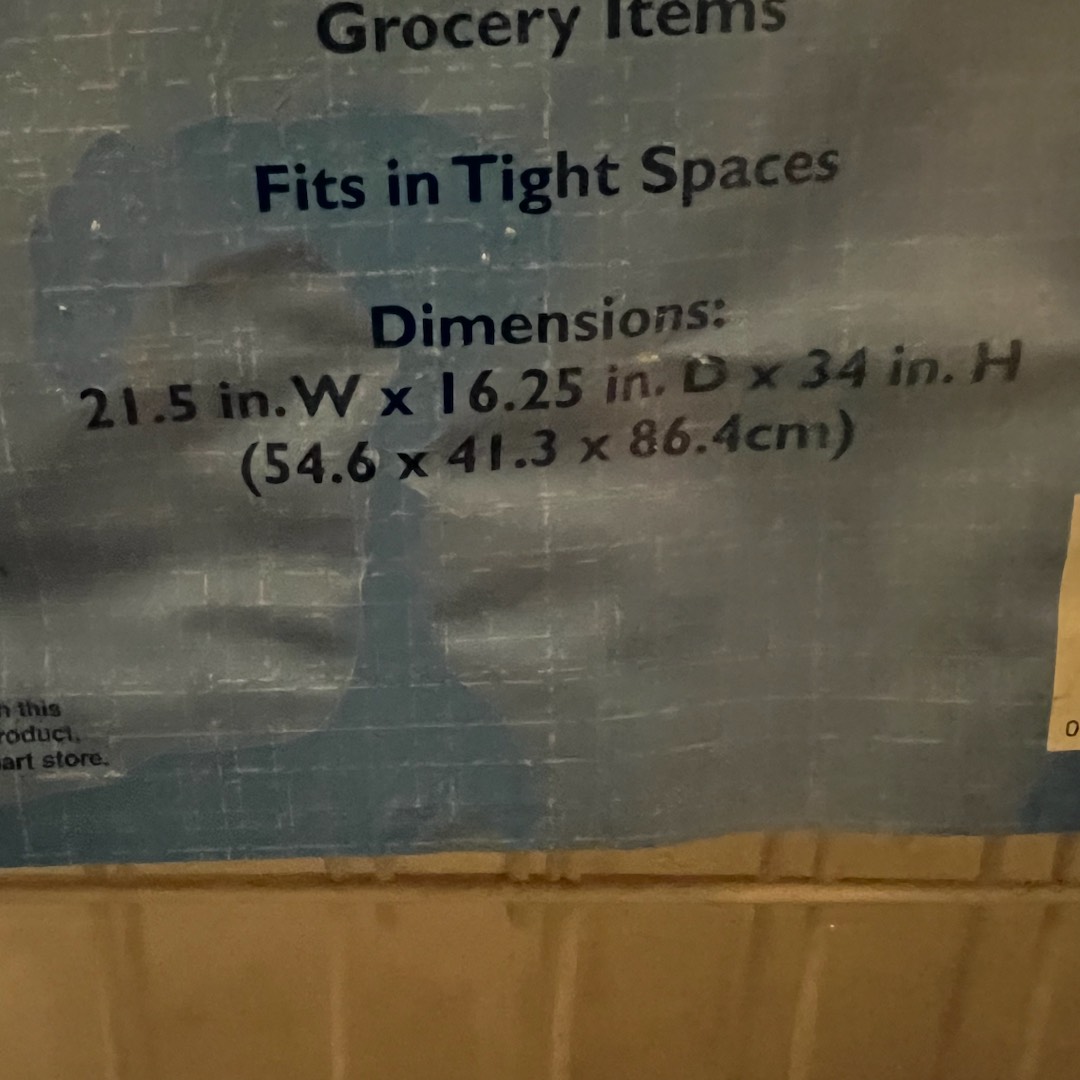 Grocery Items
Fits in Tight Spaces
Dimensions:
21.5 in. W x 16.25 in. D x 34 in. H
(54.6 x 41.3 x 86.4cm)
this
art store.
0